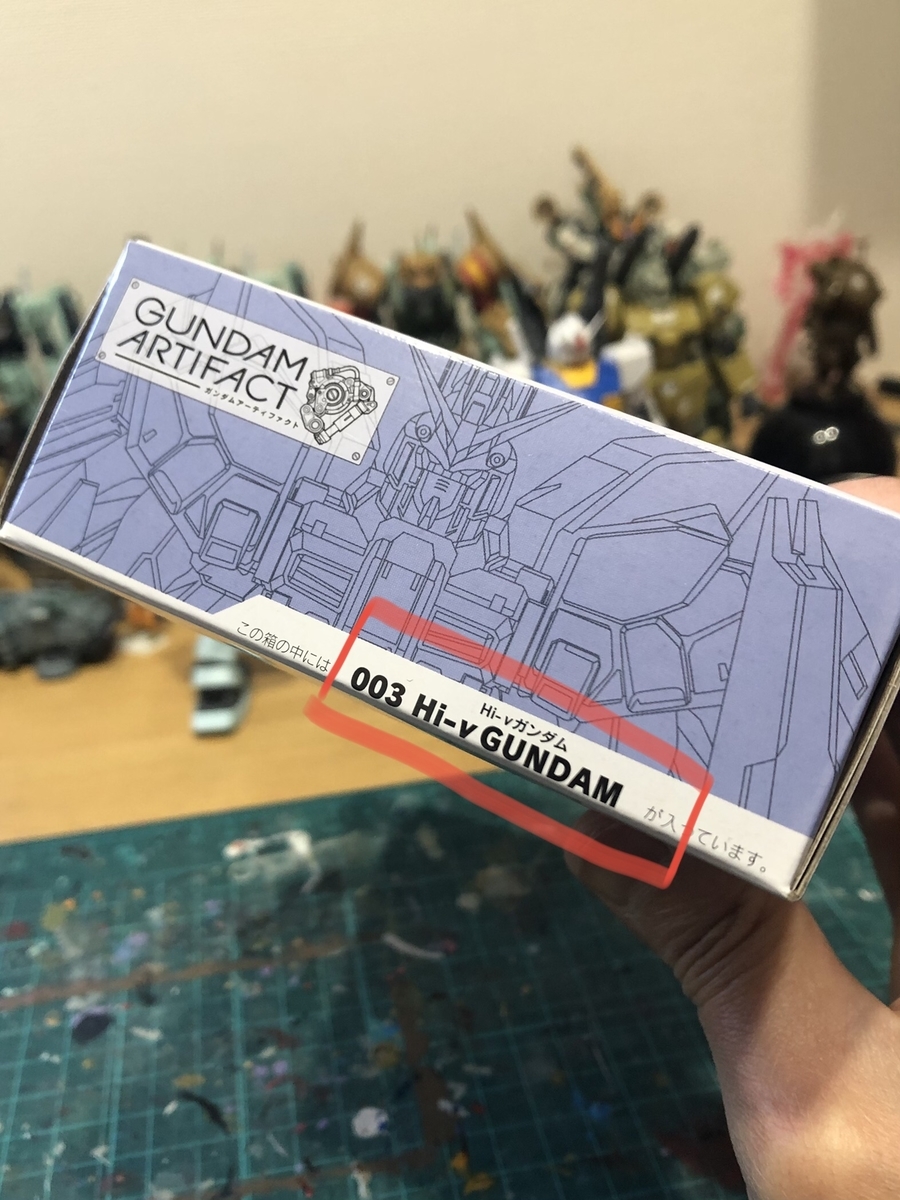 GUNDAM
ARTIFACT
ガンダムアーティファクト
この箱の中には
Hi-νガンダム
003 Hi-ν GUNDAM
が入っています。